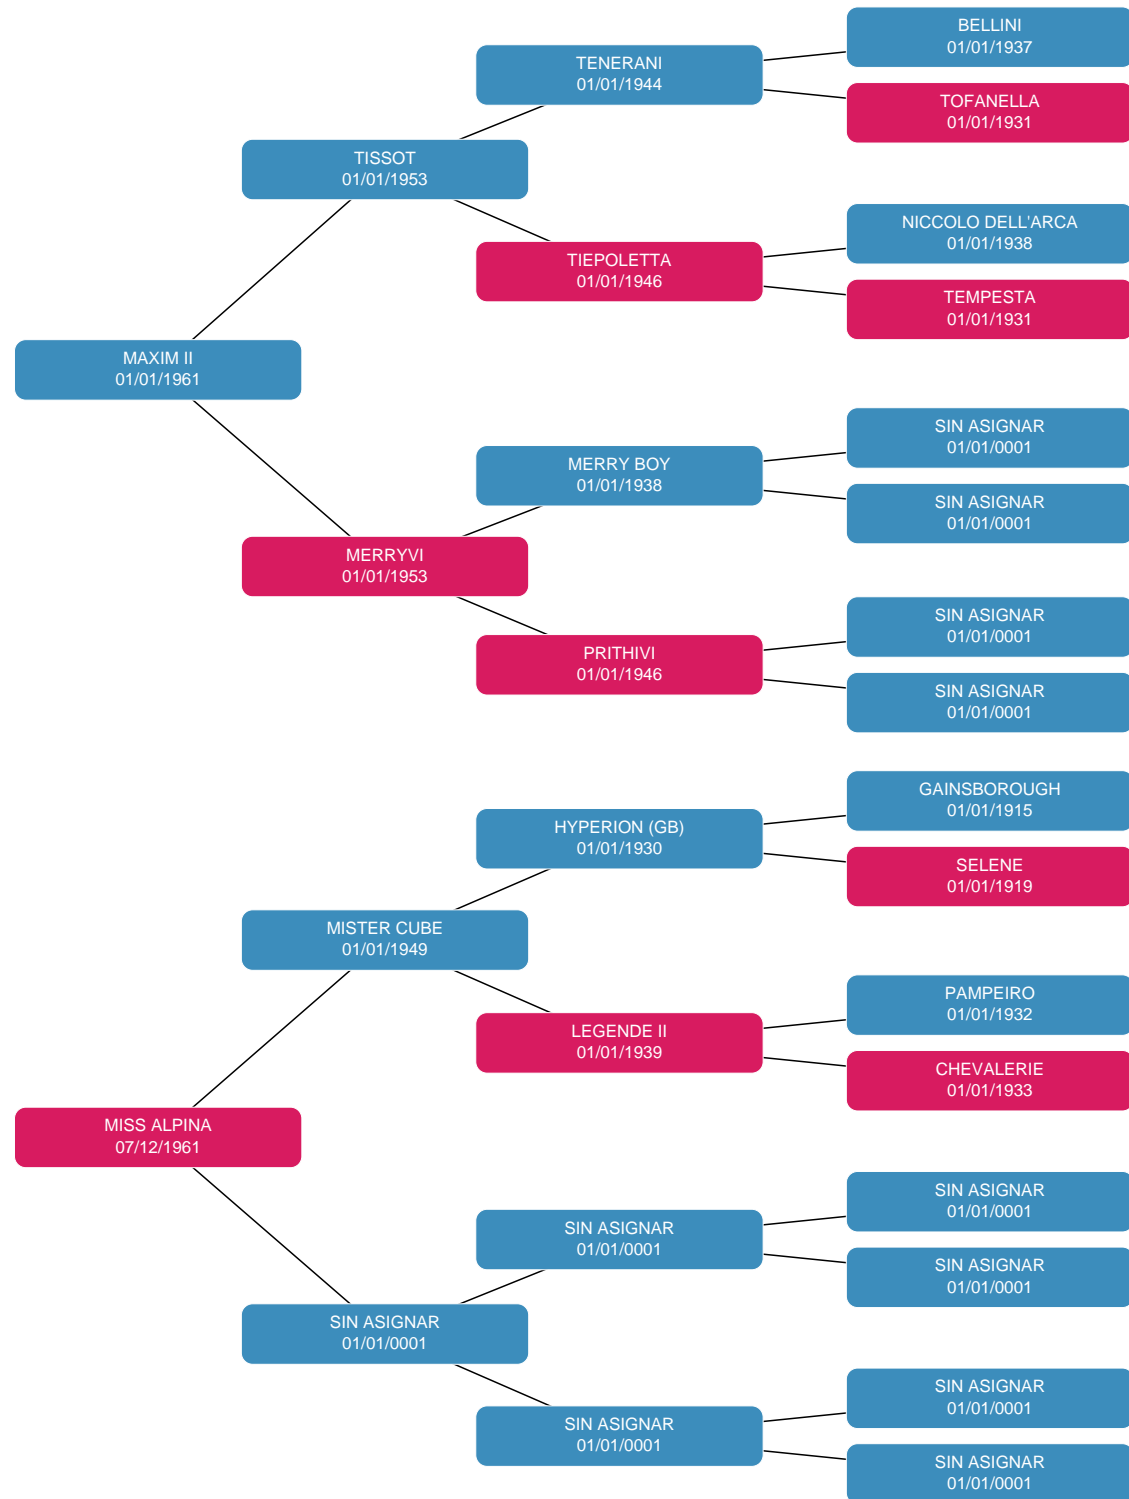 BELLINI
01/01/1937
TENERANI
01/01/1944
TOFANELLA
01/01/1931
TISSOT
01/01/1953
NICCOLO DELL'ARCA
01/01/1938
TIEPOLETTA
01/01/1946
TEMPESTA
01/01/1931
MAXIM II
01/01/1961
SIN ASIGNAR
01/01/0001
MERRY BOY
01/01/1938
SIN ASIGNAR
01/01/0001
MERRYVI
01/01/1953
SIN ASIGNAR
01/01/0001
PRITHIVI
01/01/1946
SIN ASIGNAR
01/01/0001
GAINSBOROUGH
01/01/1915
HYPERION (GB)
01/01/1930
SELENE
01/01/1919
MISTER CUBE
01/01/1949
PAMPEIRO
01/01/1932
LEGENDE II
01/01/1939
CHEVALERIE
01/01/1933
MISS ALPINA
07/12/1961
SIN ASIGNAR
01/01/0001
SIN ASIGNAR
01/01/0001
SIN ASIGNAR
01/01/0001
SIN ASIGNAR
01/01/0001
SIN ASIGNAR
01/01/0001
SIN ASIGNAR
01/01/0001
SIN ASIGNAR
01/01/0001